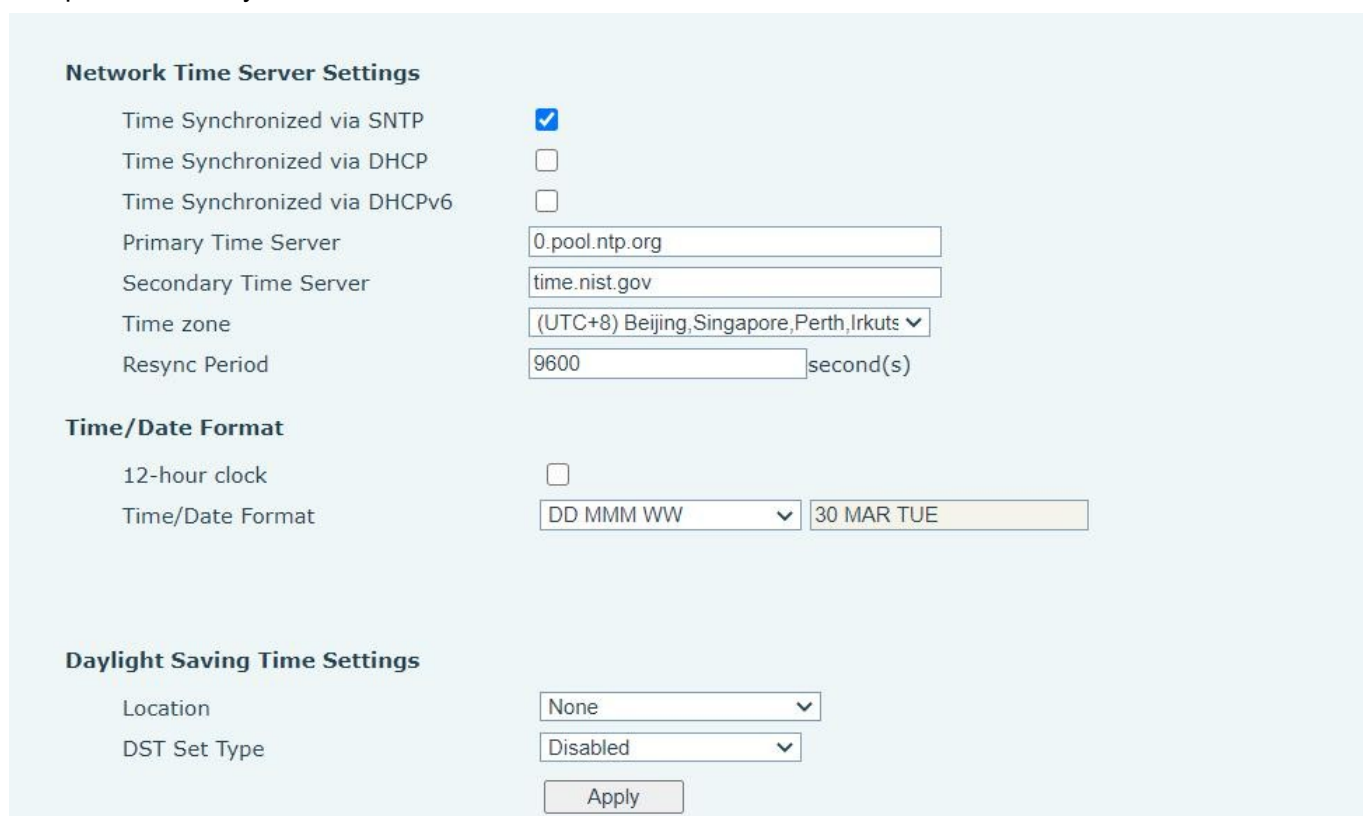 Network Time Server Settings
Time Synchronized via SNTP
Time Synchronized via DHCP
Time Synchronized via DHCPv6
Primary Time Server 0.pool.ntp.org
Secondary Time Server time.nist.gov
Time zone (UTC+8) Beijing,Singapore,Perth,Irkuts
Resync Period 9600 second(s)
Time/Date Format
12-hour clock
Time/Date Format DD MMM WW 30 MAR TUE
Daylight Saving Time Settings
Location None
DST Set Type Disabled
Apply